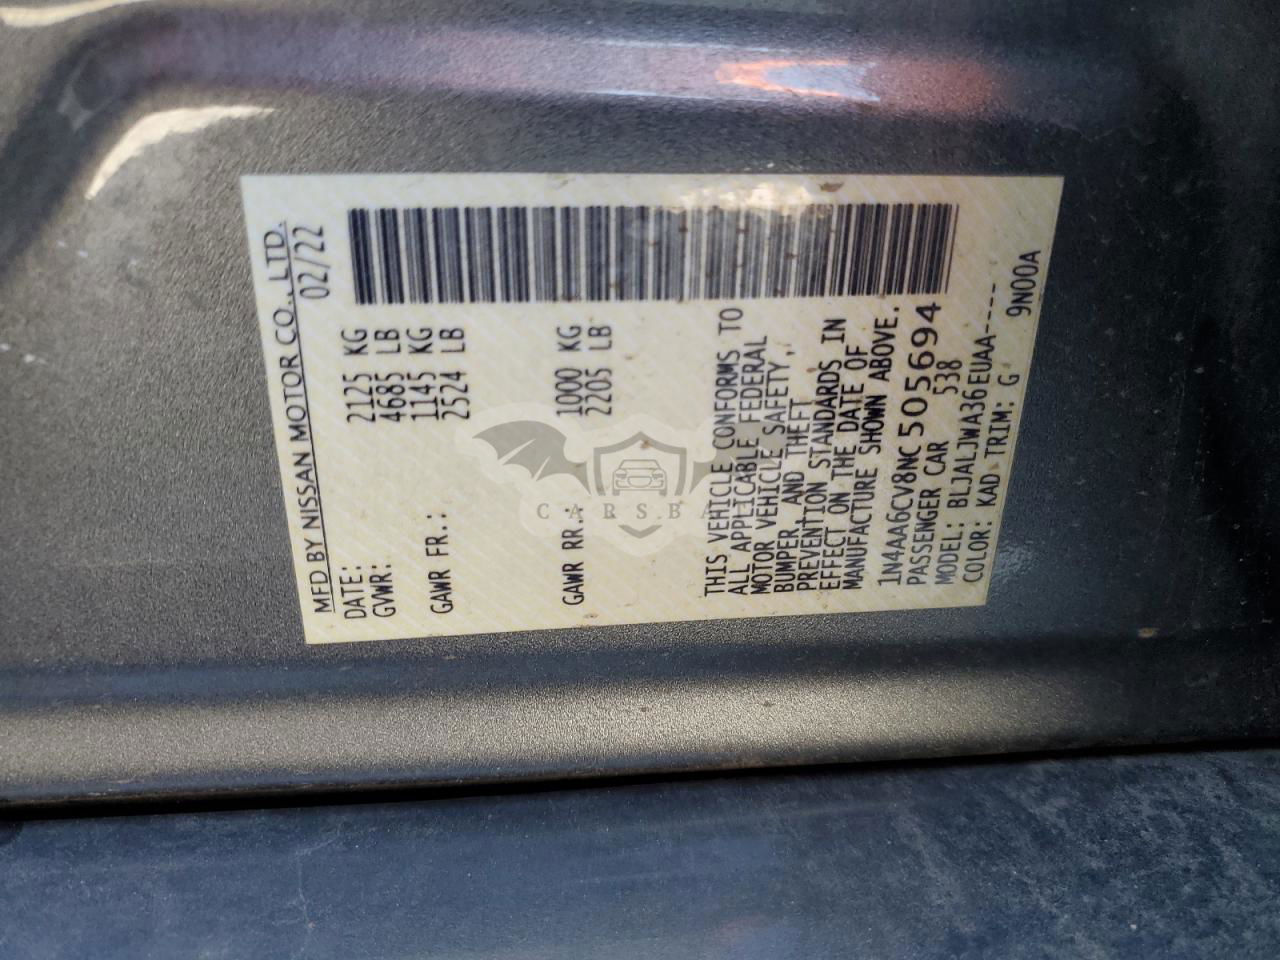 MFD BY NISSAN MOTOR CO., LTD.
DATE: 02/22
GVWR: 2125 KG
4685 LB
GAWR FR.: 1145 KG
2524 LB
GAWR RR.: 1000 KG
2205 LB
THIS VEHICLE CONFORMS TO
ALL APPLICABLE FEDERAL
MOTOR VEHICLE SAFETY,
BUMPER, AND THEFT
PREVENTION STANDARDS IN
EFFECT ON THE DATE OF
MANUFACTURE SHOWN ABOVE.
1N4AA6CV8NC505694
PASSENGER CAR 538
MODEL: BLJALJWA36EUAA-----
COLOR: KAD TRIM: G 9N00A